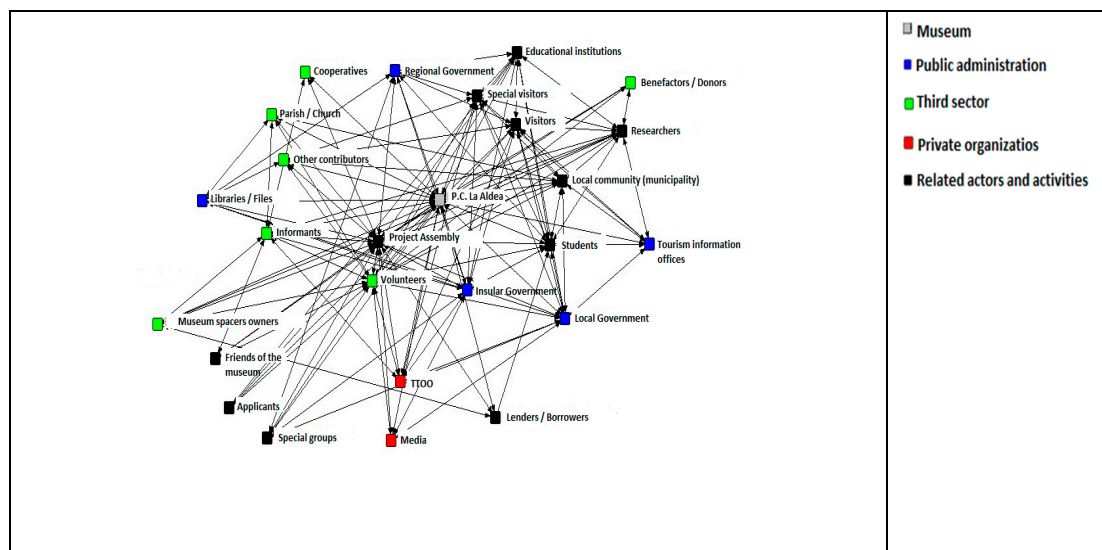 Educational institutions
Cooperatives
Regional Government
Benefactors / Donors
Special visitors
Parish / Church
Visitors
Researchers
Other contributors
Local community (municipality)
P.C. La Aldea
Libraries / Files
Informants
Project Assembly
Students
Tourism information
offices
Volunteers
Insular Government
Museum spacers owners
Local Government
Friends of the
museum
TTOO
Applicants
Lenders / Borrowers
Special groups
Media
Museum
Public administration
Third sector
Private organizatios
Related actors and activities